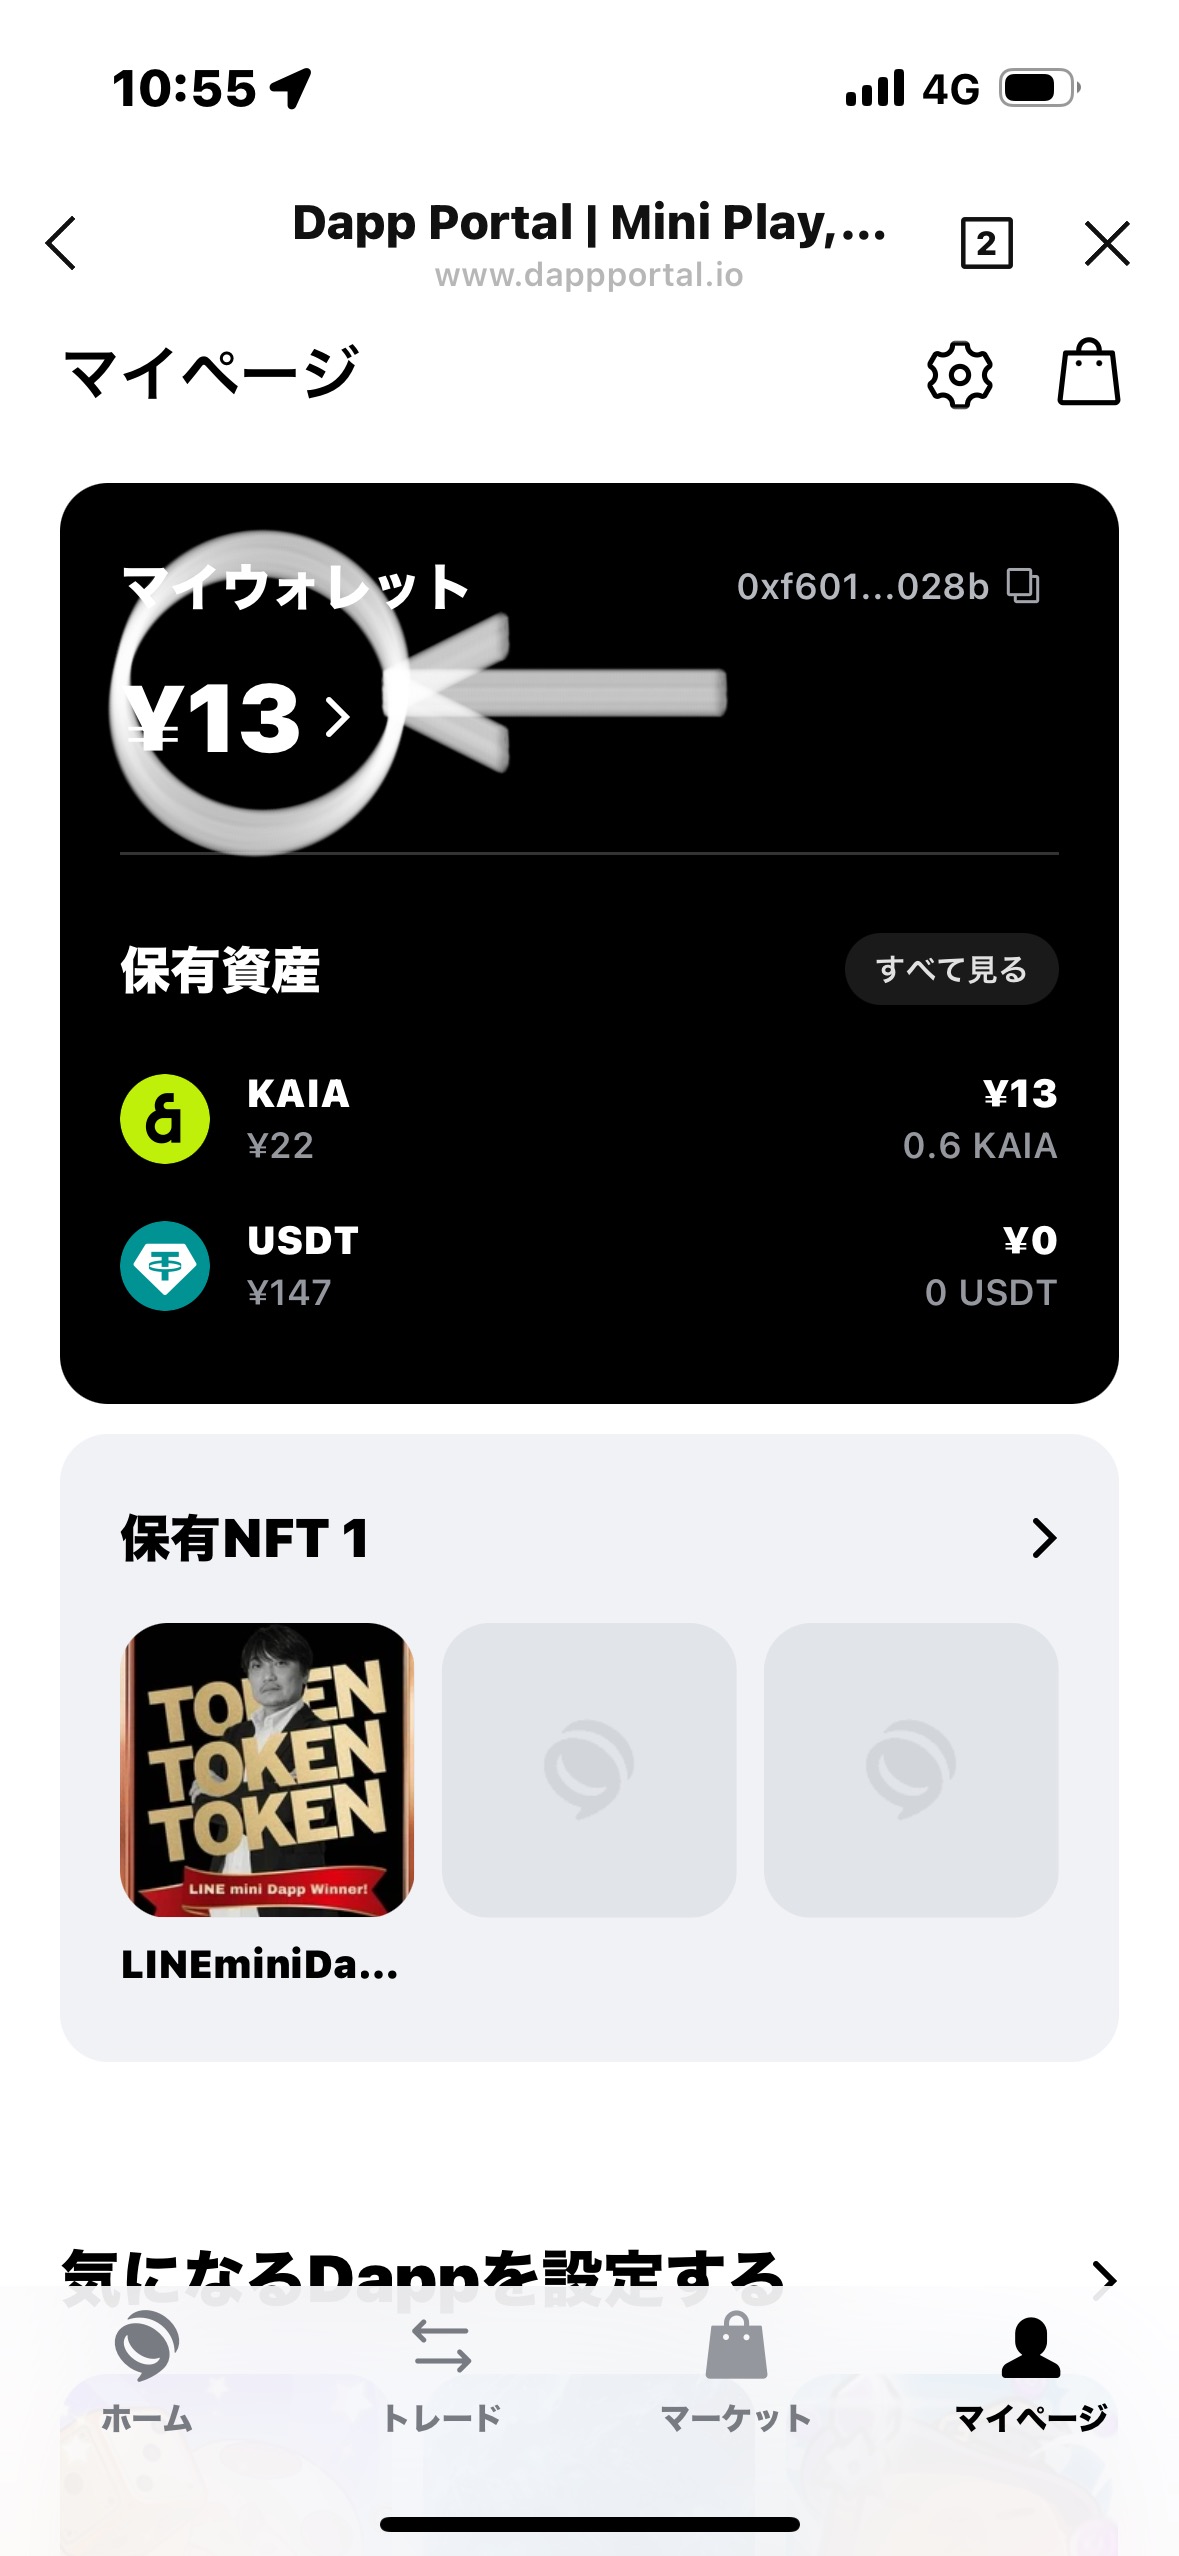 10:55
4G
Dapp Portal | Mini Play,...
www.dappportal.io
2
マイページ
マイウォレット
0xf601...028b
¥13
保有資産
すべて見る
KAIA
¥13
¥22
0.6 KAIA
USDT
¥0
¥147
0 USDT
保有NFT 1
TOKEN
TOKEN
TOKEN
LINE mini Dapp Winner!
LINEminiDa...
気になるDappを設定する
ホーム
トレード
マーケット
マイページ